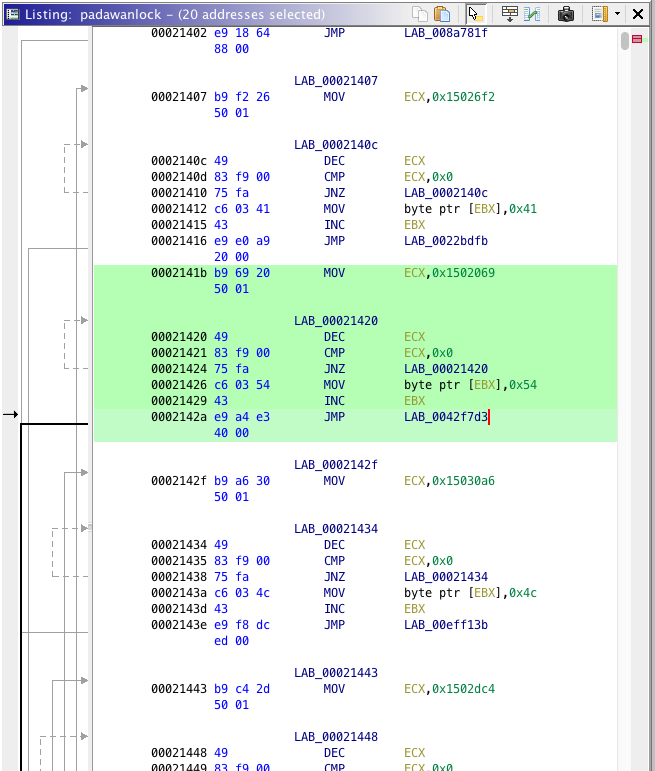 Listing: padawanlock - (20 addresses selected)
00021402 e9 18 64 JMP LAB_008a781f
88 00
LAB_00021407
00021407 b9 f2 26 MOV ECX,0x15026f2
50 01
LAB_0002140c
0002140c 49 DEC ECX
0002140d 83 f9 00 CMP ECX,0x0
00021410 75 fa JNZ LAB_0002140c
00021412 c6 03 41 MOV byte ptr [EBX],0x41
00021415 43 INC EBX
00021416 e9 e0 a9 JMP LAB_0022bdfb
20 00
0002141b b9 69 20 MOV ECX,0x1502069
50 01
LAB_00021420
00021420 49 DEC ECX
00021421 83 f9 00 CMP ECX,0x0
00021424 75 fa JNZ LAB_00021420
00021426 c6 03 54 MOV byte ptr [EBX],0x54
00021429 43 INC EBX
0002142a e9 a4 e3 JMP LAB_0042f7d3
40 00
LAB_0002142f
0002142f b9 a6 30 MOV ECX,0x15030a6
50 01
LAB_00021434
00021434 49 DEC ECX
00021435 83 f9 00 CMP ECX,0x0
00021438 75 fa JNZ LAB_00021434
0002143a c6 03 4c MOV byte ptr [EBX],0x4c
0002143d 43 INC EBX
0002143e e9 f8 dc JMP LAB_00eff13b
ed 00
LAB_00021443
00021443 b9 c4 2d MOV ECX,0x1502dc4
50 01
LAB_00021448
00021448 49 DEC ECX
00021449 83 f9 00 CMP ECX,0x0